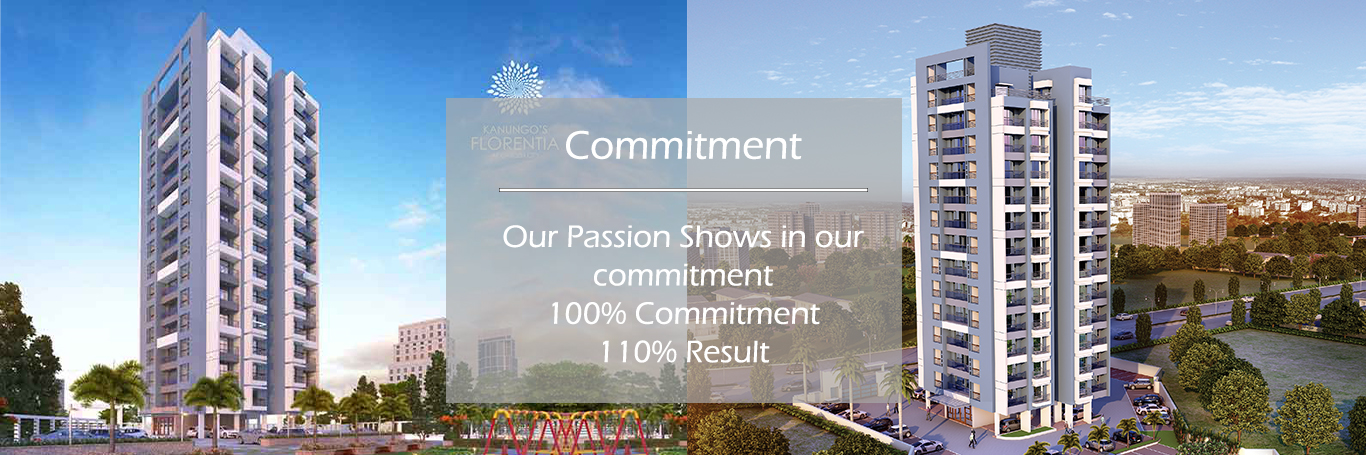 KANUNGO'S
FLORENTIA
Commitment
Our Passion Shows in our
commitment
100% Commitment
110% Result